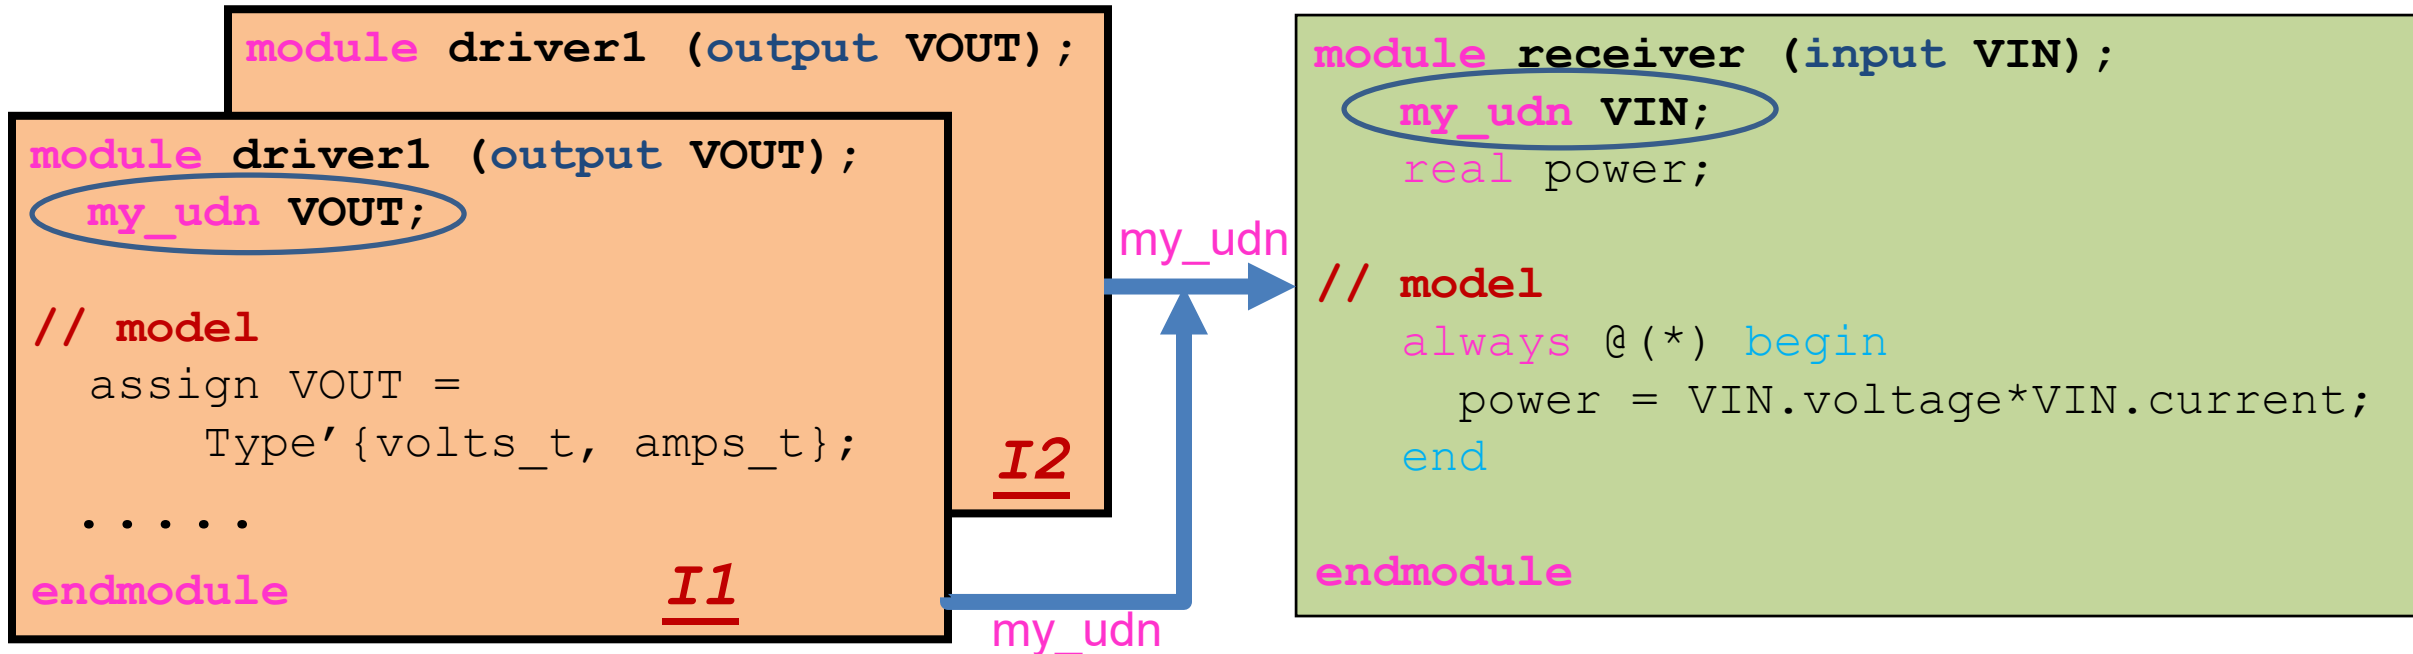 module driver1 (output VOUT);
I2
module driver1 (output VOUT);
my_udn VOUT;
// model
assign VOUT =
Type’{volts_t, amps_t};
.....
endmodule
I1
my_udn
my_udn
module receiver (input VIN);
my_udn VIN;
real power;
// model
always @(*) begin
power = VIN.voltage*VIN.current;
end
endmodule